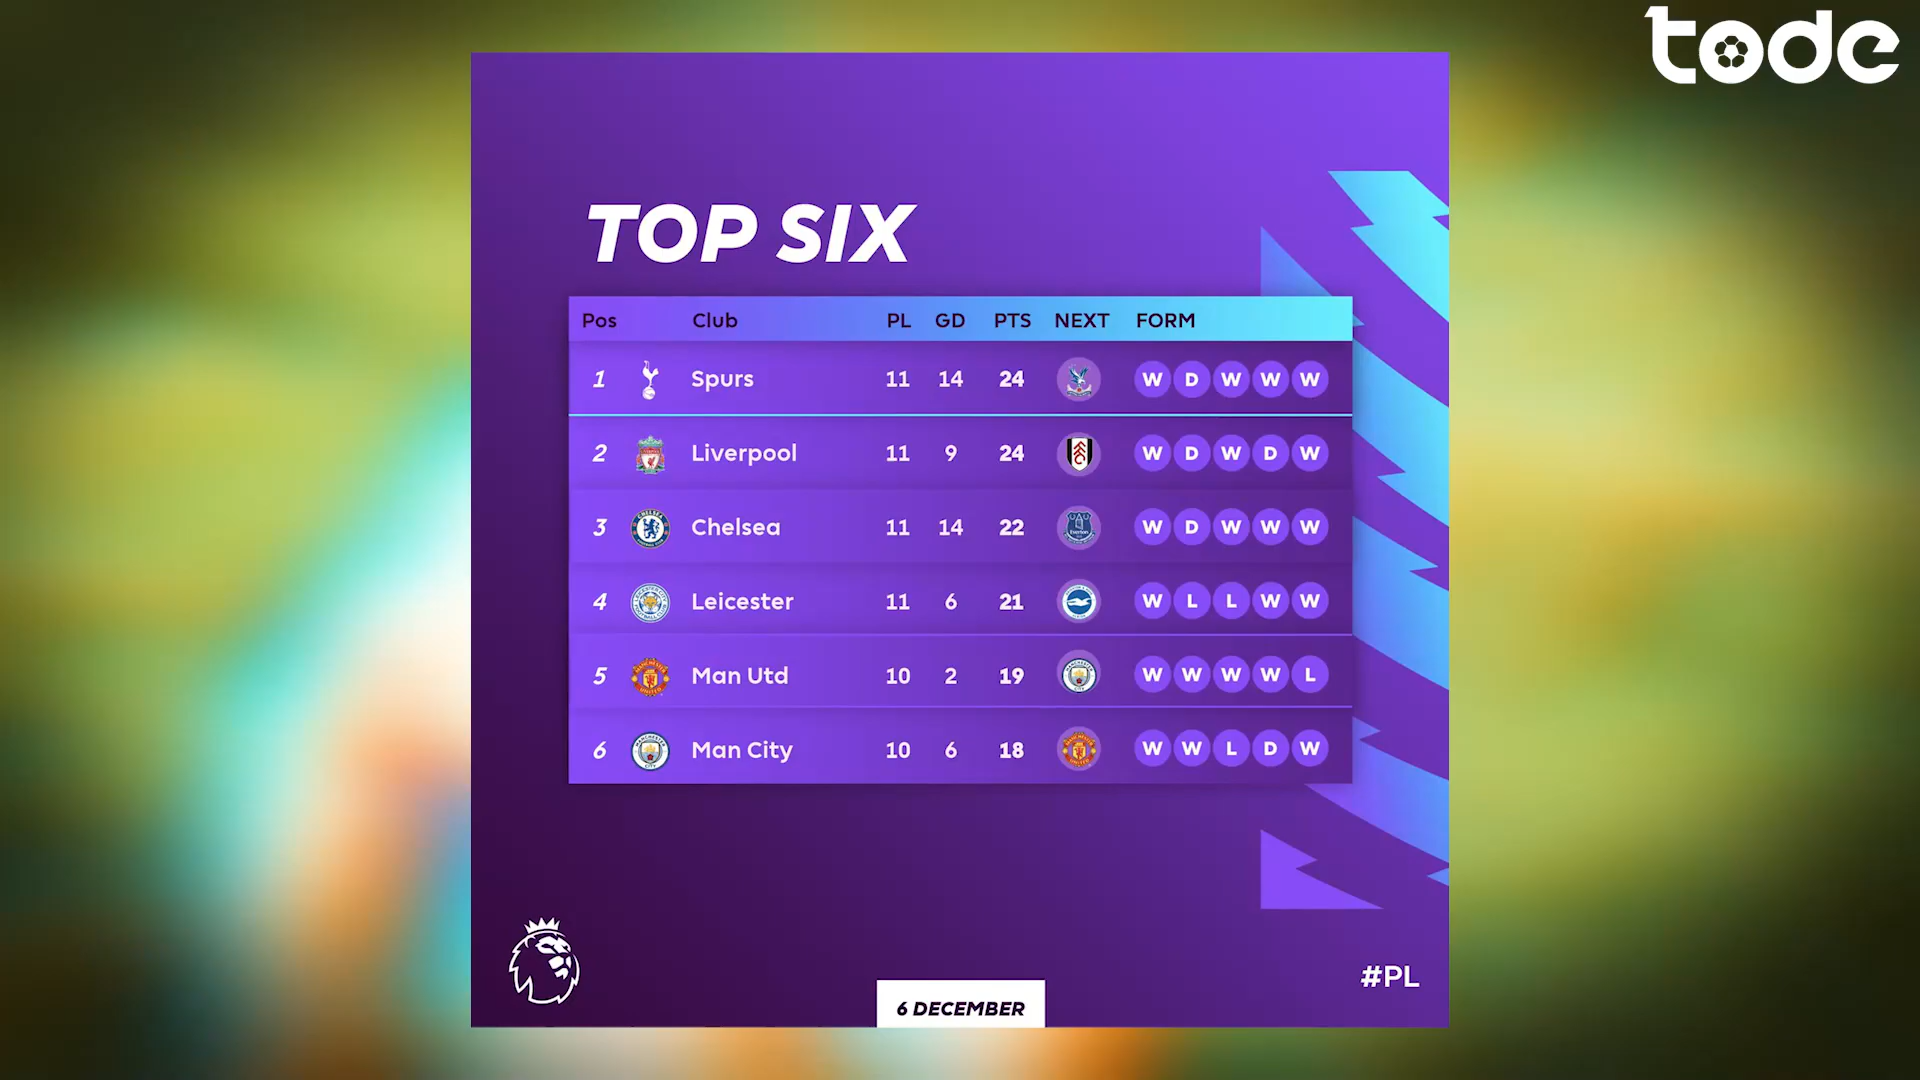 tode
TOP SIX
Pos Club PL GD PTS NEXT FORM
1 Spurs 11 14 24 W D W W W
2 Liverpool 11 9 24 W D W D W
3 Chelsea 11 14 22 W D W W W
4 Leicester 11 6 21 W L L W W
5 Man Utd 10 2 19 W W W W L
6 Man City 10 6 18 W W L D W
#PL
6 DECEMBER